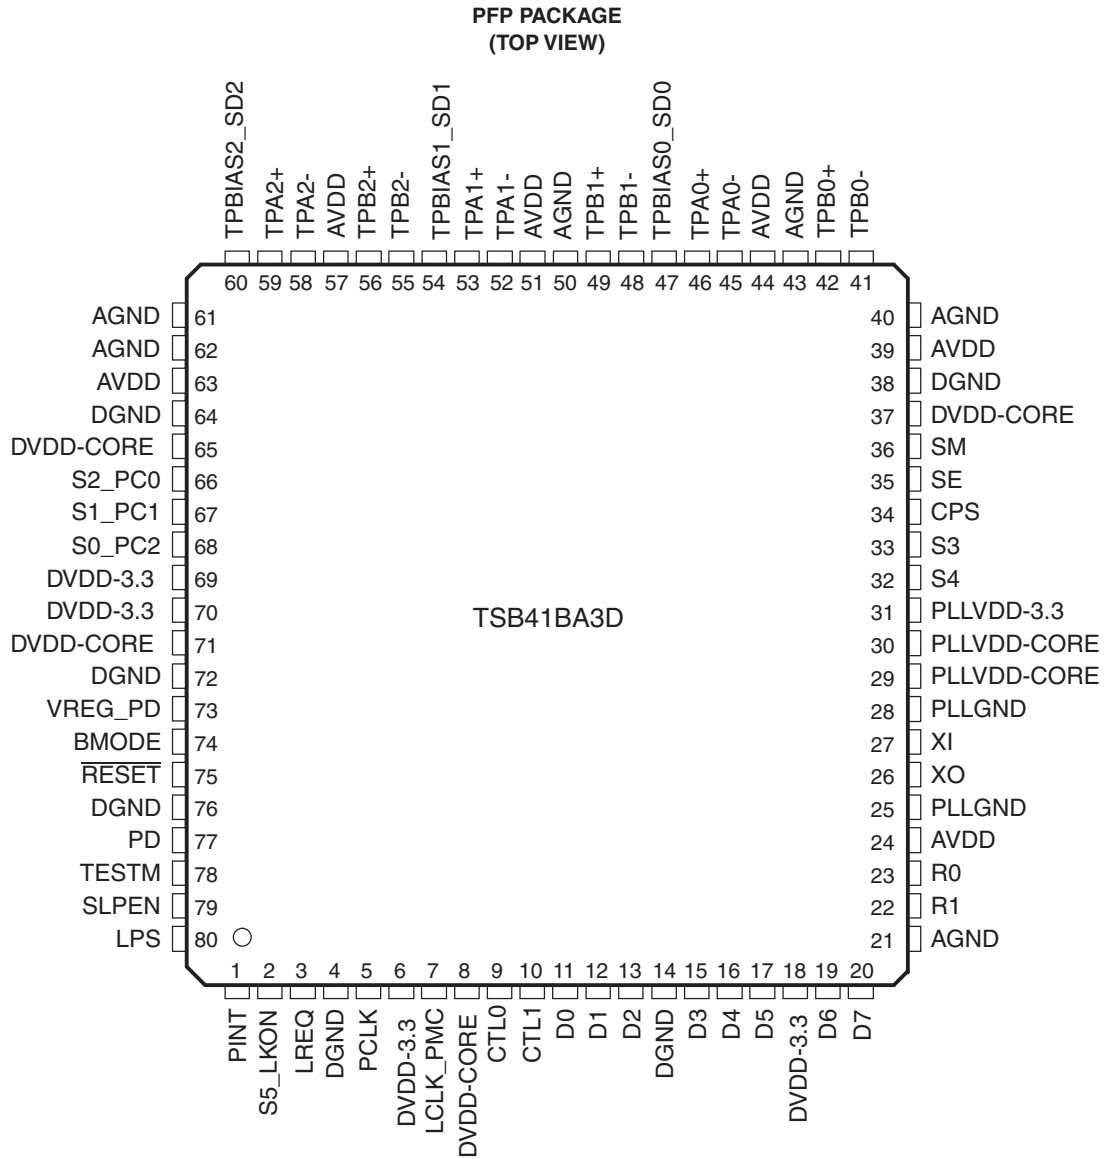 PFP PACKAGE
(TOP VIEW)
TPBIAS2_SD2
TPA2+
TPA2-
AVDD
TPB2+
TPB2-
TPBIAS1_SD1
TPA1+
TPA1-
AVDD
AGND
TPB1+
TPB1-
TPBIAS0_SD0
TPA0+
TPA0-
AVDD
AGND
TPB0+
TPB0-
60 59 58 57 56 55 54 53 52 51 50 49 48 47 46 45 44 43 42 41
AGND 61
AGND 62
AVDD 63
DGND 64
DVDD-CORE 65
S2_PC0 66
S1_PC1 67
S0_PC2 68
DVDD-3.3 69
DVDD-3.3 70
DVDD-CORE 71
DGND 72
VREG_PD 73
BMODE 74
RESET 75
DGND 76
PD 77
TESTM 78
SLPEN 79
LPS 80
TSB41BA3D
40 AGND
39 AVDD
38 DGND
37 DVDD-CORE
36 SM
35 SE
34 CPS
33 S3
32 S4
31 PLLVDD-3.3
30 PLLVDD-CORE
29 PLLVDD-CORE
28 PLLGND
27 XI
26 XO
25 PLLGND
24 AVDD
23 R0
22 R1
21 AGND
1 2 3 4 5 6 7 8 9 10 11 12 13 14 15 16 17 18 19 20
PINT
S5_LKON
LREQ
DGND
PCLK
DVDD-3.3
LCLK_PMC
DVDD-CORE
CTL0
CTL1
D0
D1
D2
DGND
D3
D4
D5
DVDD-3.3
D6
D7